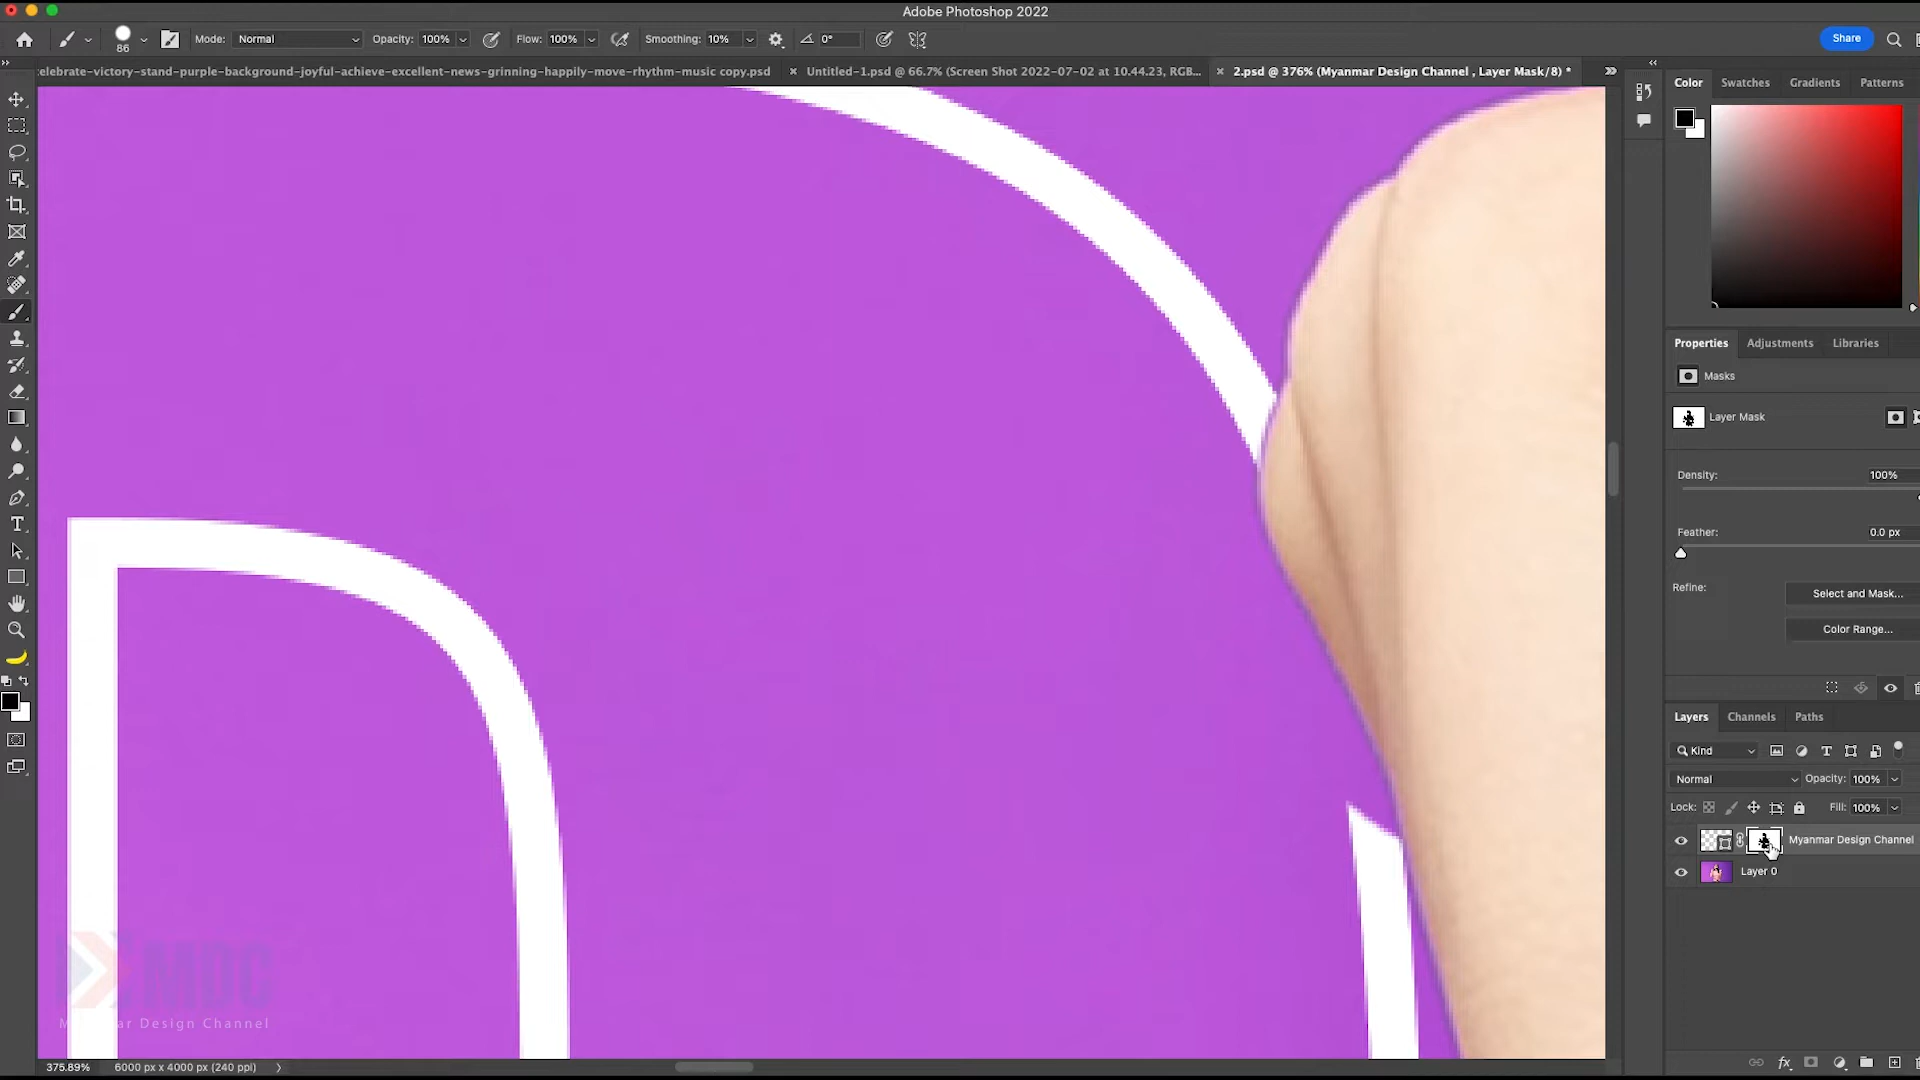 Adobe Photoshop 2022
86
Mode: Normal
Opacity: 100%
Flow: 100%
Smoothing: 10%
0°
Share
:elebrate-victory-stand-purple-background-joyful-achieve-excellent-news-grinning-happily-move-rhythm-music copy.psd
Untitled-1.psd @ 66.7% (Screen Shot 2022-07-02 at 10.44.23, RGB...
2.psd @ 376% (Myanmar Design Channel , Layer Mask/8) *
Color
Swatches
Gradients
Patterns
Properties
Adjustments
Libraries
Masks
Layer Mask
Density:
100%
Feather:
0.0 px
Refine:
Select and Mask...
Color Range...
Layers
Channels
Paths
Kind
Normal
Opacity: 100%
Lock:
Fill: 100%
Myanmar Design Channel
Layer 0
MDC
Myanmar Design Channel
375.89%
6000 px x 4000 px (240 ppi)